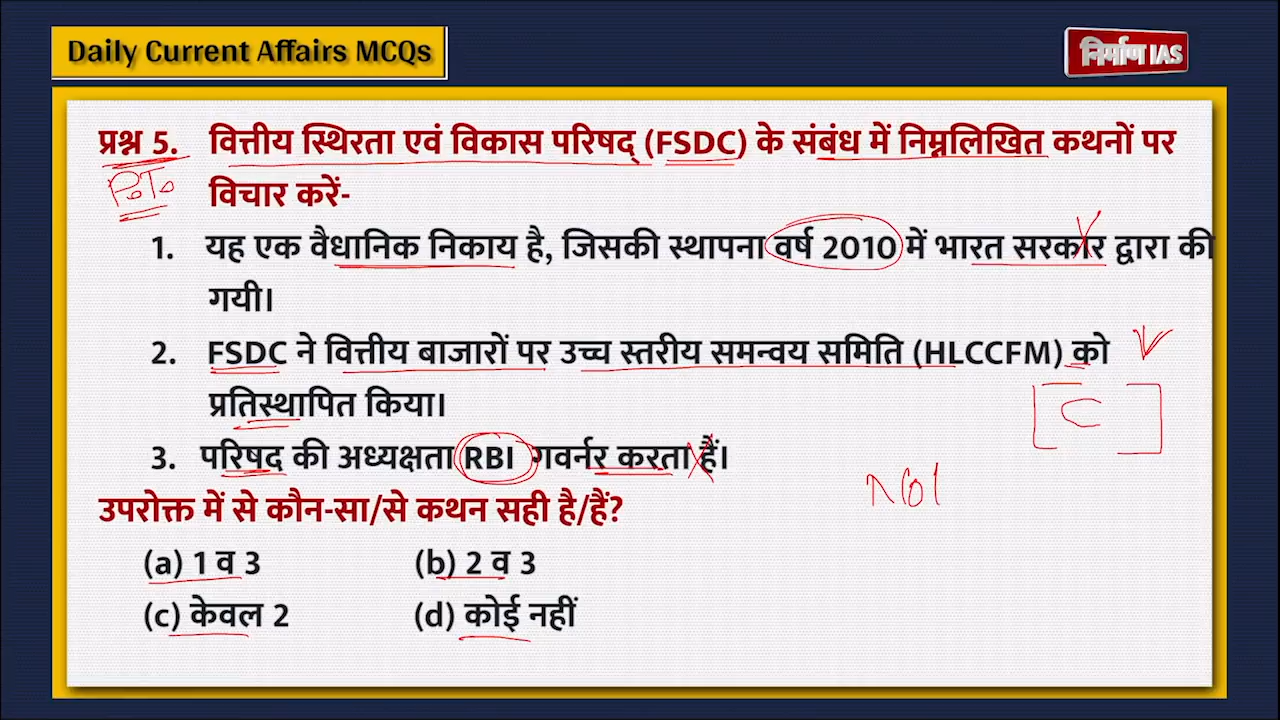 Daily Current Affairs MCQs
निर्माण IAS
प्रश्न 5. वित्तीय स्थिरता एवं विकास परिषद् (FSDC) के संबंध में निम्नलिखित कथनों पर
विचार करें-
1. यह एक वैधानिक निकाय है, जिसकी स्थापना वर्ष 2010 में भारत सरकार द्वारा की
गयी।
2. FSDC ने वित्तीय बाजारों पर उच्च स्तरीय समन्वय समिति (HLCCFM) को
प्रतिस्थापित किया।
C
3. परिषद की अध्यक्षता RBI गवर्नर करता हैं।
उपरोक्त में से कौन-सा/से कथन सही है/हैं?
(a) 1 व 3 (b) 2 व 3
(c) केवल 2 (d) कोई नहीं